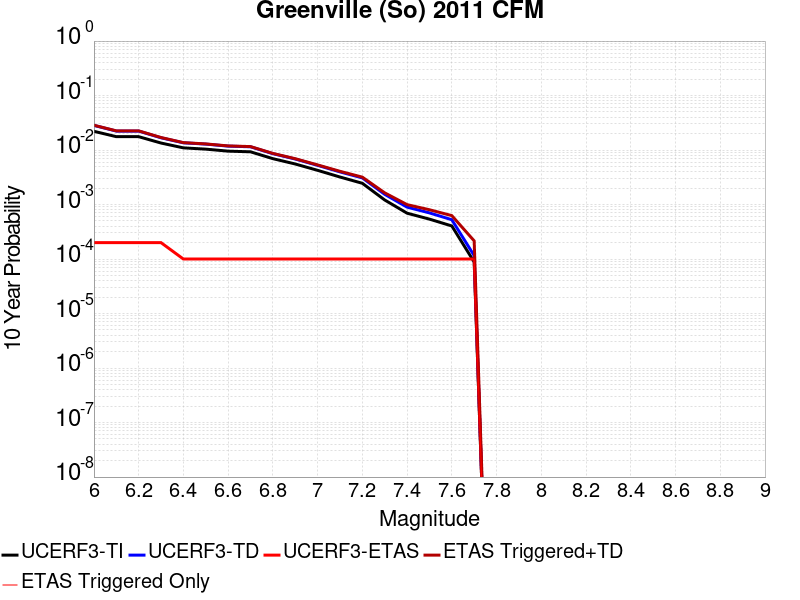 Greenville (So) 2011 CFM
10 Year Probability
10^0
10^-1
10^-2
10^-3
10^-4
10^-5
10^-6
10^-7
10^-8
6 6.2 6.4 6.6 6.8 7 7.2 7.4 7.6 7.8 8 8.2 8.4 8.6 8.8 9
Magnitude
UCERF3-TI UCERF3-TD UCERF3-ETAS ETAS Triggered+TD
ETAS Triggered Only